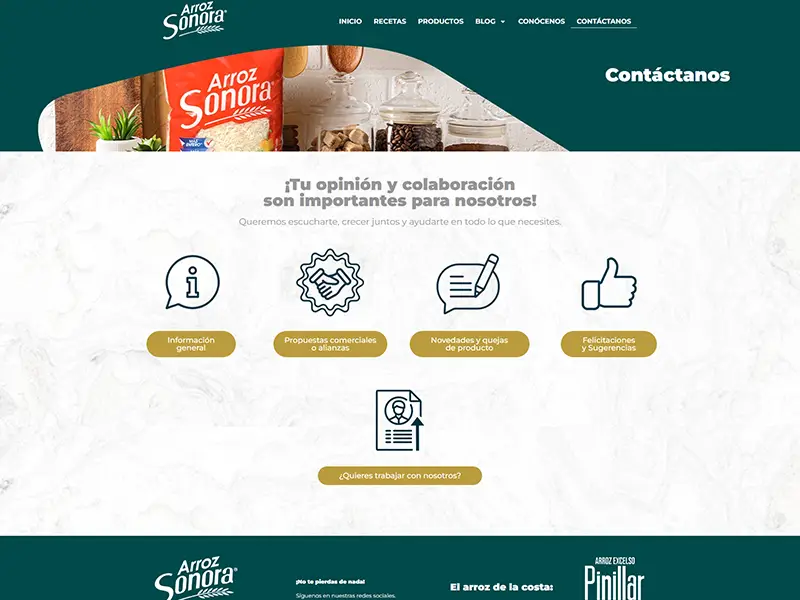 Arroz
Sonora
INICIO RECETAS PRODUCTOS BLOG CONÓCENOS CONTÁCTANOS
Contáctanos
Arroz
Sonora
¡Tu opinión y colaboración
son importantes para nosotros!
Queremos escucharte, crecer juntos y ayudarte en todo lo que necesites.
Información
general
Propuestas comerciales
o alianzas
Novedades y quejas
de producto
Felicitaciones
y Sugerencias
¿Quieres trabajar con nosotros?
Arroz
Sonora
¡No te pierdas de nada!
Síguenos en nuestras redes sociales.
El arroz de la costa:
ARROZ EXCELSO
Pinillar